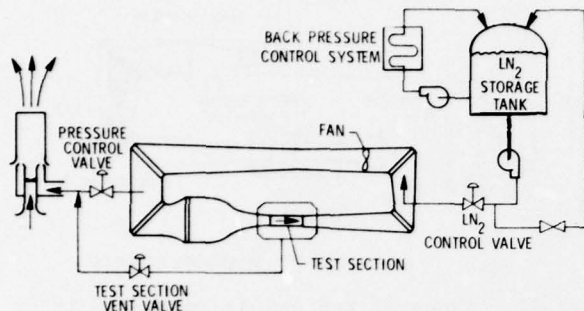 BACK PRESSURE
CONTROL SYSTEM
LN2
STORAGE
TANK
PRESSURE
CONTROL
VALVE
FAN
LN2
CONTROL VALVE
TEST SECTION
TEST SECTION
VENT VALVE